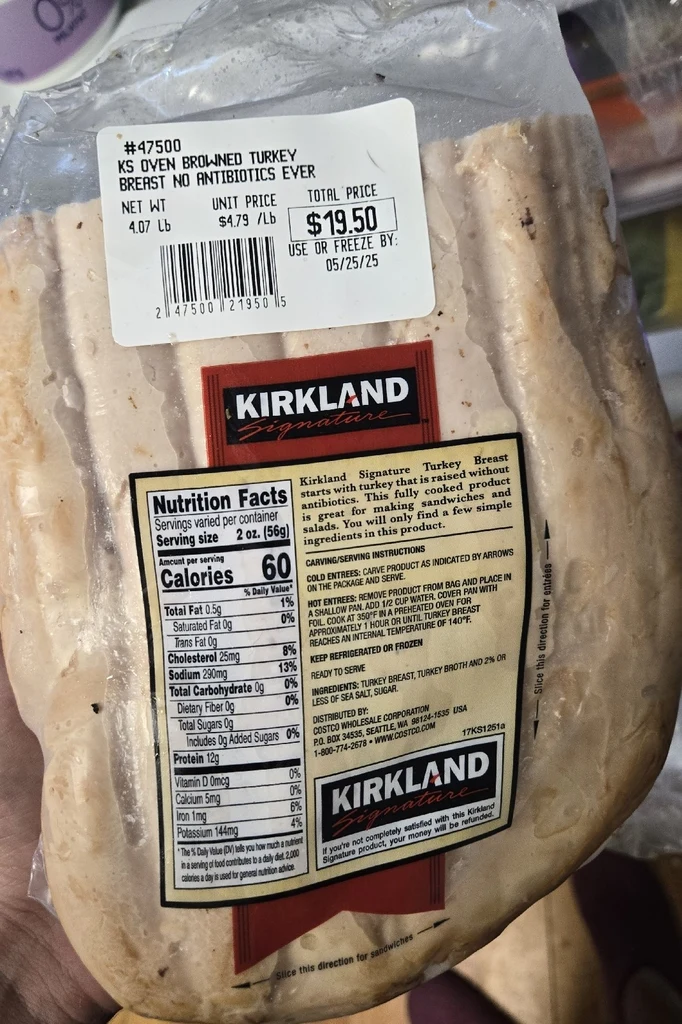 0%
#47500
KS OVEN BROWNED TURKEY
BREAST NO ANTIBIOTICS EVER
NET WT UNIT PRICE TOTAL PRICE
4.07 Lb $4.79 /Lb $19.50
USE OR FREEZE BY:
05/25/25
2 47500 21950 5
KIRKLAND
Signature
Nutrition Facts
Servings varied per container
Serving size 2 oz. (56g)
Amount per serving
Calories 60
% Daily Value*
Total Fat 0.5g 1%
Saturated Fat 0g 0%
Trans Fat 0g
Cholesterol 25mg 8%
Sodium 290mg 13%
Total Carbohydrate 0g 0%
Dietary Fiber 0g 0%
Total Sugars 0g
Includes 0g Added Sugars 0%
Protein 12g
Vitamin D 0mcg 0%
Calcium 5mg 0%
Iron 1mg 6%
Potassium 144mg 4%
*The % Daily Value (DV) tells you how much a nutrient
in a serving of food contributes to a daily diet. 2,000
calories a day is used for general nutrition advice.
Kirkland Signature Turkey Breast
starts with turkey that is raised without
antibiotics. This fully cooked product
is great for making sandwiches and
salads. You will only find a few simple
ingredients in this product.
CARVING/SERVING INSTRUCTIONS
COLD ENTREES: CARVE PRODUCT AS INDICATED BY ARROWS
ON THE PACKAGE AND SERVE.
HOT ENTREES: REMOVE PRODUCT FROM BAG AND PLACE IN
A SHALLOW PAN. ADD 1/2 CUP WATER. COVER PAN WITH
FOIL. COOK AT 350°F IN A PREHEATED OVEN FOR
APPROXIMATELY 1 HOUR OR UNTIL TURKEY BREAST
REACHES AN INTERNAL TEMPERATURE OF 140°F.
KEEP REFRIGERATED OR FROZEN
READY TO SERVE
INGREDIENTS: TURKEY BREAST, TURKEY BROTH AND 2% OR
LESS OF SEA SALT, SUGAR.
DISTRIBUTED BY:
COSTCO WHOLESALE CORPORATION
P.O. BOX 34535, SEATTLE, WA 98124-1535 USA
1-800-774-2678 • WWW.COSTCO.COM
17KS1251a
KIRKLAND
Signature
If you're not completely satisfied with this Kirkland
Signature product, your money will be refunded.
Slice this direction for entrées
Slice this direction for sandwiches